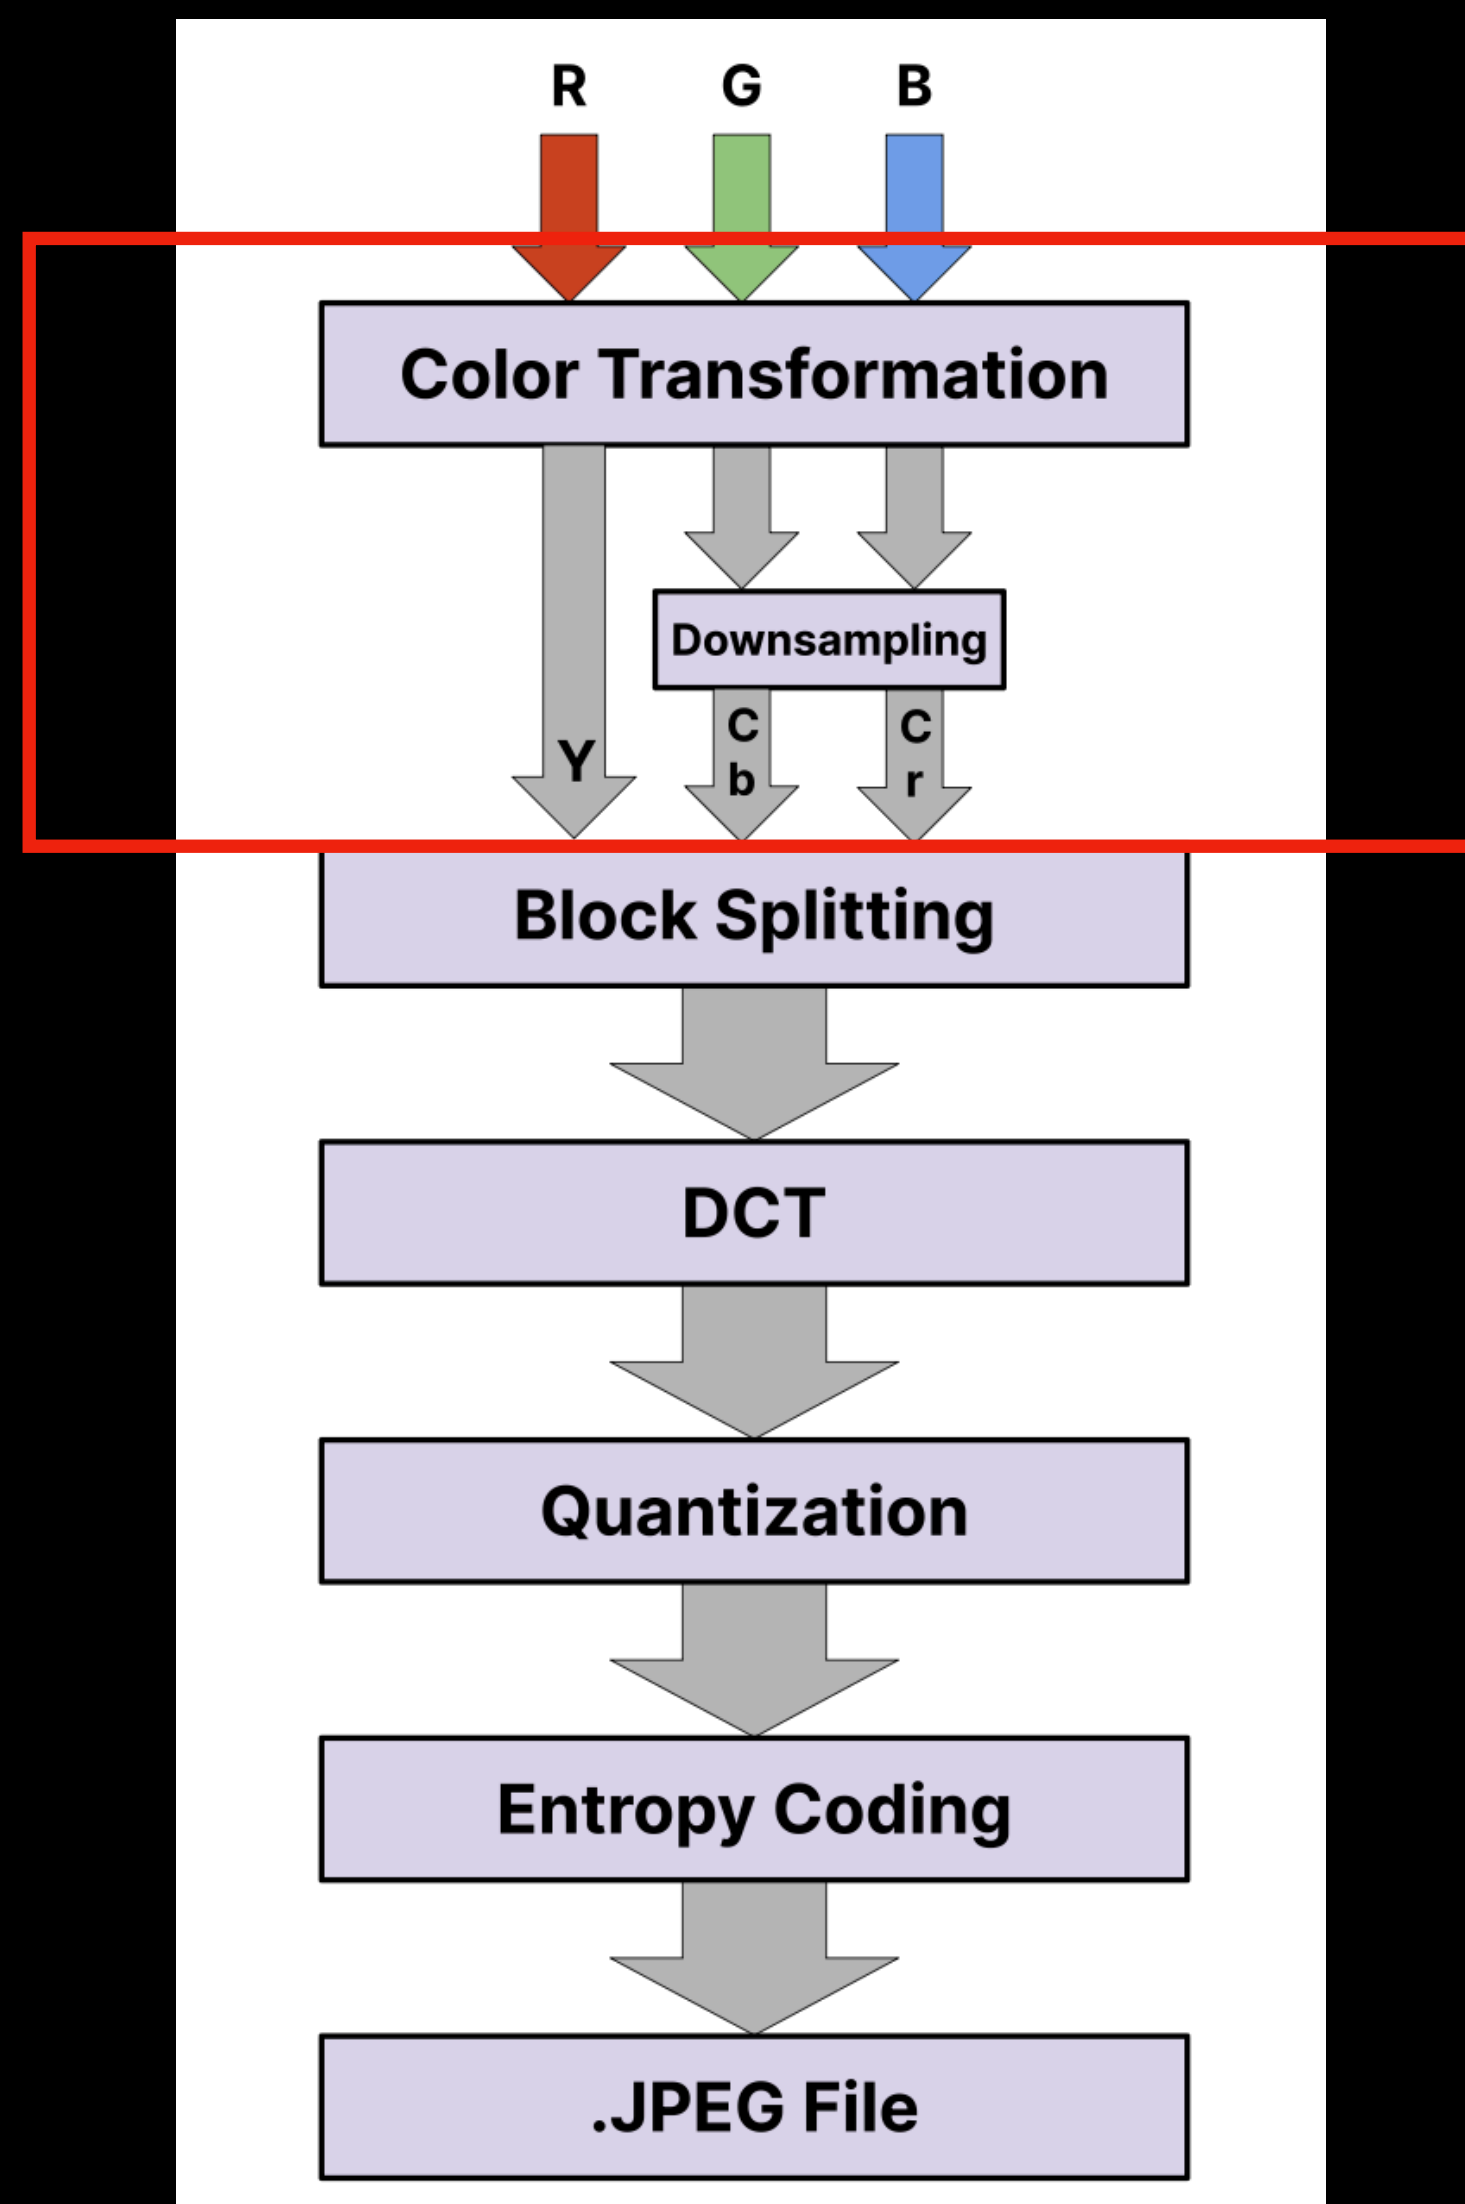 R G B
Color Transformation
Downsampling
Y
C
b
C
r
Block Splitting
DCT
Quantization
Entropy Coding
.JPEG File